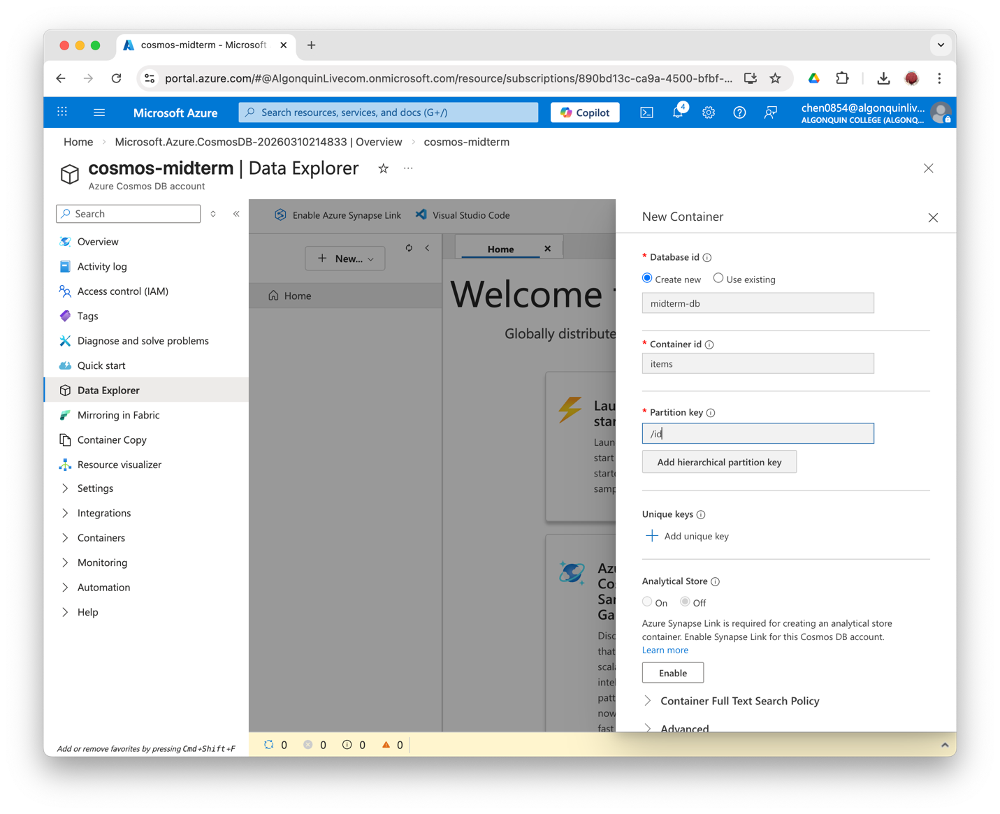 cosmos-midterm - Microsoft
portal.azure.com/#@AlgonquinLivecom.onmicrosoft.com/resource/subscriptions/890bd13c-ca9a-4500-bfbf-...
Microsoft Azure
Search resources, services, and docs (G+/)
Copilot
4
chen0854@algonquinliv...
ALGONQUIN COLLEGE (ALGONQ...
Home > Microsoft.Azure.CosmosDB-20260310214833 | Overview > cosmos-midterm
cosmos-midterm | Data Explorer
Azure Cosmos DB account
Search
Overview
Activity log
Access control (IAM)
Tags
Diagnose and solve problems
Quick start
Data Explorer
Mirroring in Fabric
Container Copy
Resource visualizer
Settings
Integrations
Containers
Monitoring
Automation
Help
Add or remove favorites by pressing Cmd+Shift+F
Enable Azure Synapse Link
Visual Studio Code
New...
Home
Home
Welcome
Globally distribute
Lau
star
Laun
start
starte
samp
Azu
Cos
Sar
Ga
Disc
that
scala
intel
patt
now
fast
0
0
0
0
New Container
* Database id
Create new
Use existing
midterm-db
* Container id
items
* Partition key
/id
Add hierarchical partition key
Unique keys
Add unique key
Analytical Store
On
Off
Azure Synapse Link is required for creating an analytical store
container. Enable Synapse Link for this Cosmos DB account.
Learn more
Enable
Container Full Text Search Policy
Advanced